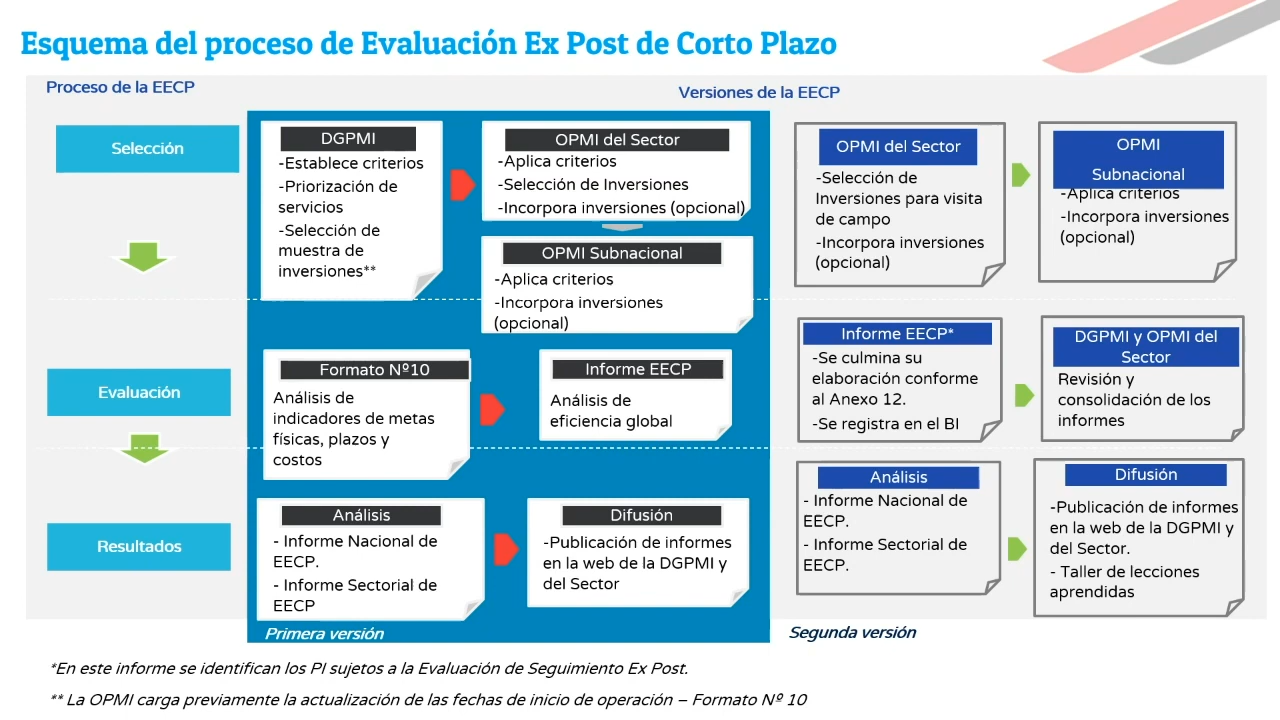 Esquema del proceso de Evaluación Ex Post de Corto Plazo
Proceso de la EECP
Versiones de la EECP
Selección
DGPMI
-Establece criterios
-Priorización de
servicios
-Selección de
muestra de
inversiones**
OPMI del Sector
-Aplica criterios
-Selección de Inversiones
-Incorpora inversiones (opcional)
OPMI Subnacional
-Aplica criterios
-Incorpora inversiones
(opcional)
OPMI del Sector
-Selección de
Inversiones para visita
de campo
-Incorpora inversiones
(opcional)
OPMI
Subnacional
-Aplica criterios
-Incorpora inversiones
(opcional)
Evaluación
Formato Nº10
Análisis de
indicadores de metas
físicas, plazos y
costos
Informe EECP
Análisis de
eficiencia global
Informe EECP*
-Se culmina su
elaboración conforme
al Anexo 12.
-Se registra en el BI
DGPMI y OPMI del
Sector
Revisión y
consolidación de los
informes
Resultados
Análisis
- Informe Nacional de
EECP.
- Informe Sectorial de
EECP
Difusión
-Publicación de informes
en la web de la DGPMI y
del Sector
Análisis
- Informe Nacional de
EECP.
- Informe Sectorial de
EECP.
Difusión
-Publicación de informes
en la web de la DGPMI y
del Sector.
- Taller de lecciones
aprendidas
Primera versión
Segunda versión
*En este informe se identifican los PI sujetos a la Evaluación de Seguimiento Ex Post.
** La OPMI carga previamente la actualización de las fechas de inicio de operación – Formato Nº 10